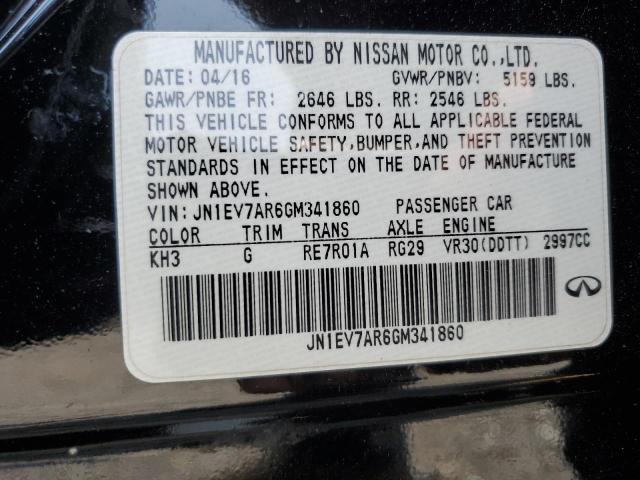 MANUFACTURED BY NISSAN MOTOR CO.,LTD.
DATE: 04/16 GVWR/PNBV: 5159 LBS.
GAWR/PNBE FR: 2646 LBS. RR: 2546 LBS.
THIS VEHICLE CONFORMS TO ALL APPLICABLE FEDERAL
MOTOR VEHICLE SAFETY,BUMPER,AND THEFT PREVENTION
STANDARDS IN EFFECT ON THE DATE OF MANUFACTURE
SHOWN ABOVE.
VIN: JN1EV7AR6GM341860 PASSENGER CAR
COLOR TRIM TRANS AXLE ENGINE
KH3 G RE7R01A RG29 VR30(DDTT) 2997CC
JN1EV7AR6GM341860